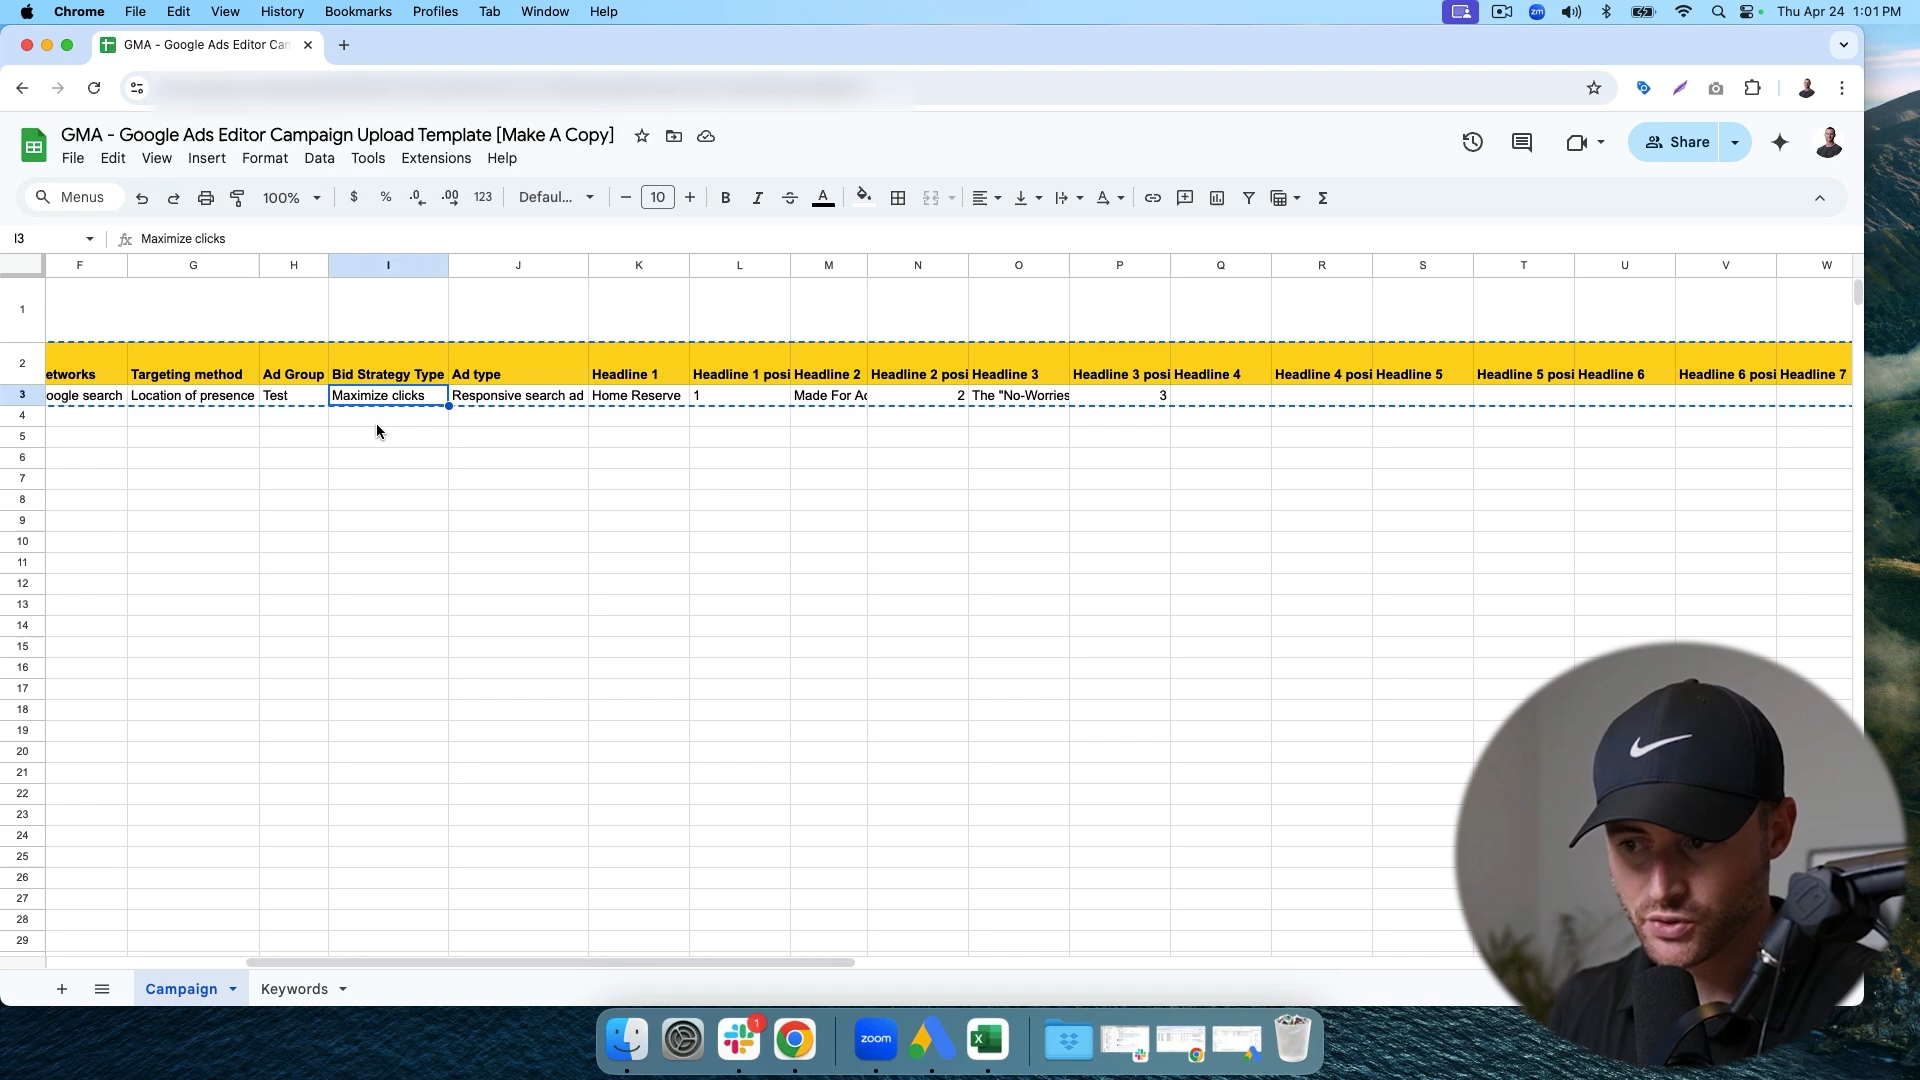 Chrome File Edit View History Bookmarks Profiles Tab Window Help zm Thu Apr 24 1:01 PM
GMA - Google Ads Editor Can
GMA - Google Ads Editor Campaign Upload Template [Make A Copy]
File Edit View Insert Format Data Tools Extensions Help
Share
Menus 100% $ % .0 .00 123 Defaul... 10 B I A
I3 fx Maximize clicks
F G H I J K L M N O P Q R S T U V W
1
2 etworks Targeting method Ad Group Bid Strategy Type Ad type Headline 1 Headline 1 posi Headline 2 Headline 2 posi Headline 3 Headline 3 posi Headline 4 Headline 4 posi Headline 5 Headline 5 posi Headline 6 Headline 6 posi Headline 7
3 oogle search Location of presence Test Maximize clicks Responsive search ad Home Reserve 1 Made For Ac 2 The "No-Worries 3
4
5
6
7
8
9
10
11
12
13
14
15
16
17
18
19
20
21
22
23
24
25
26
27
28
29
Campaign Keywords
1 zoom X